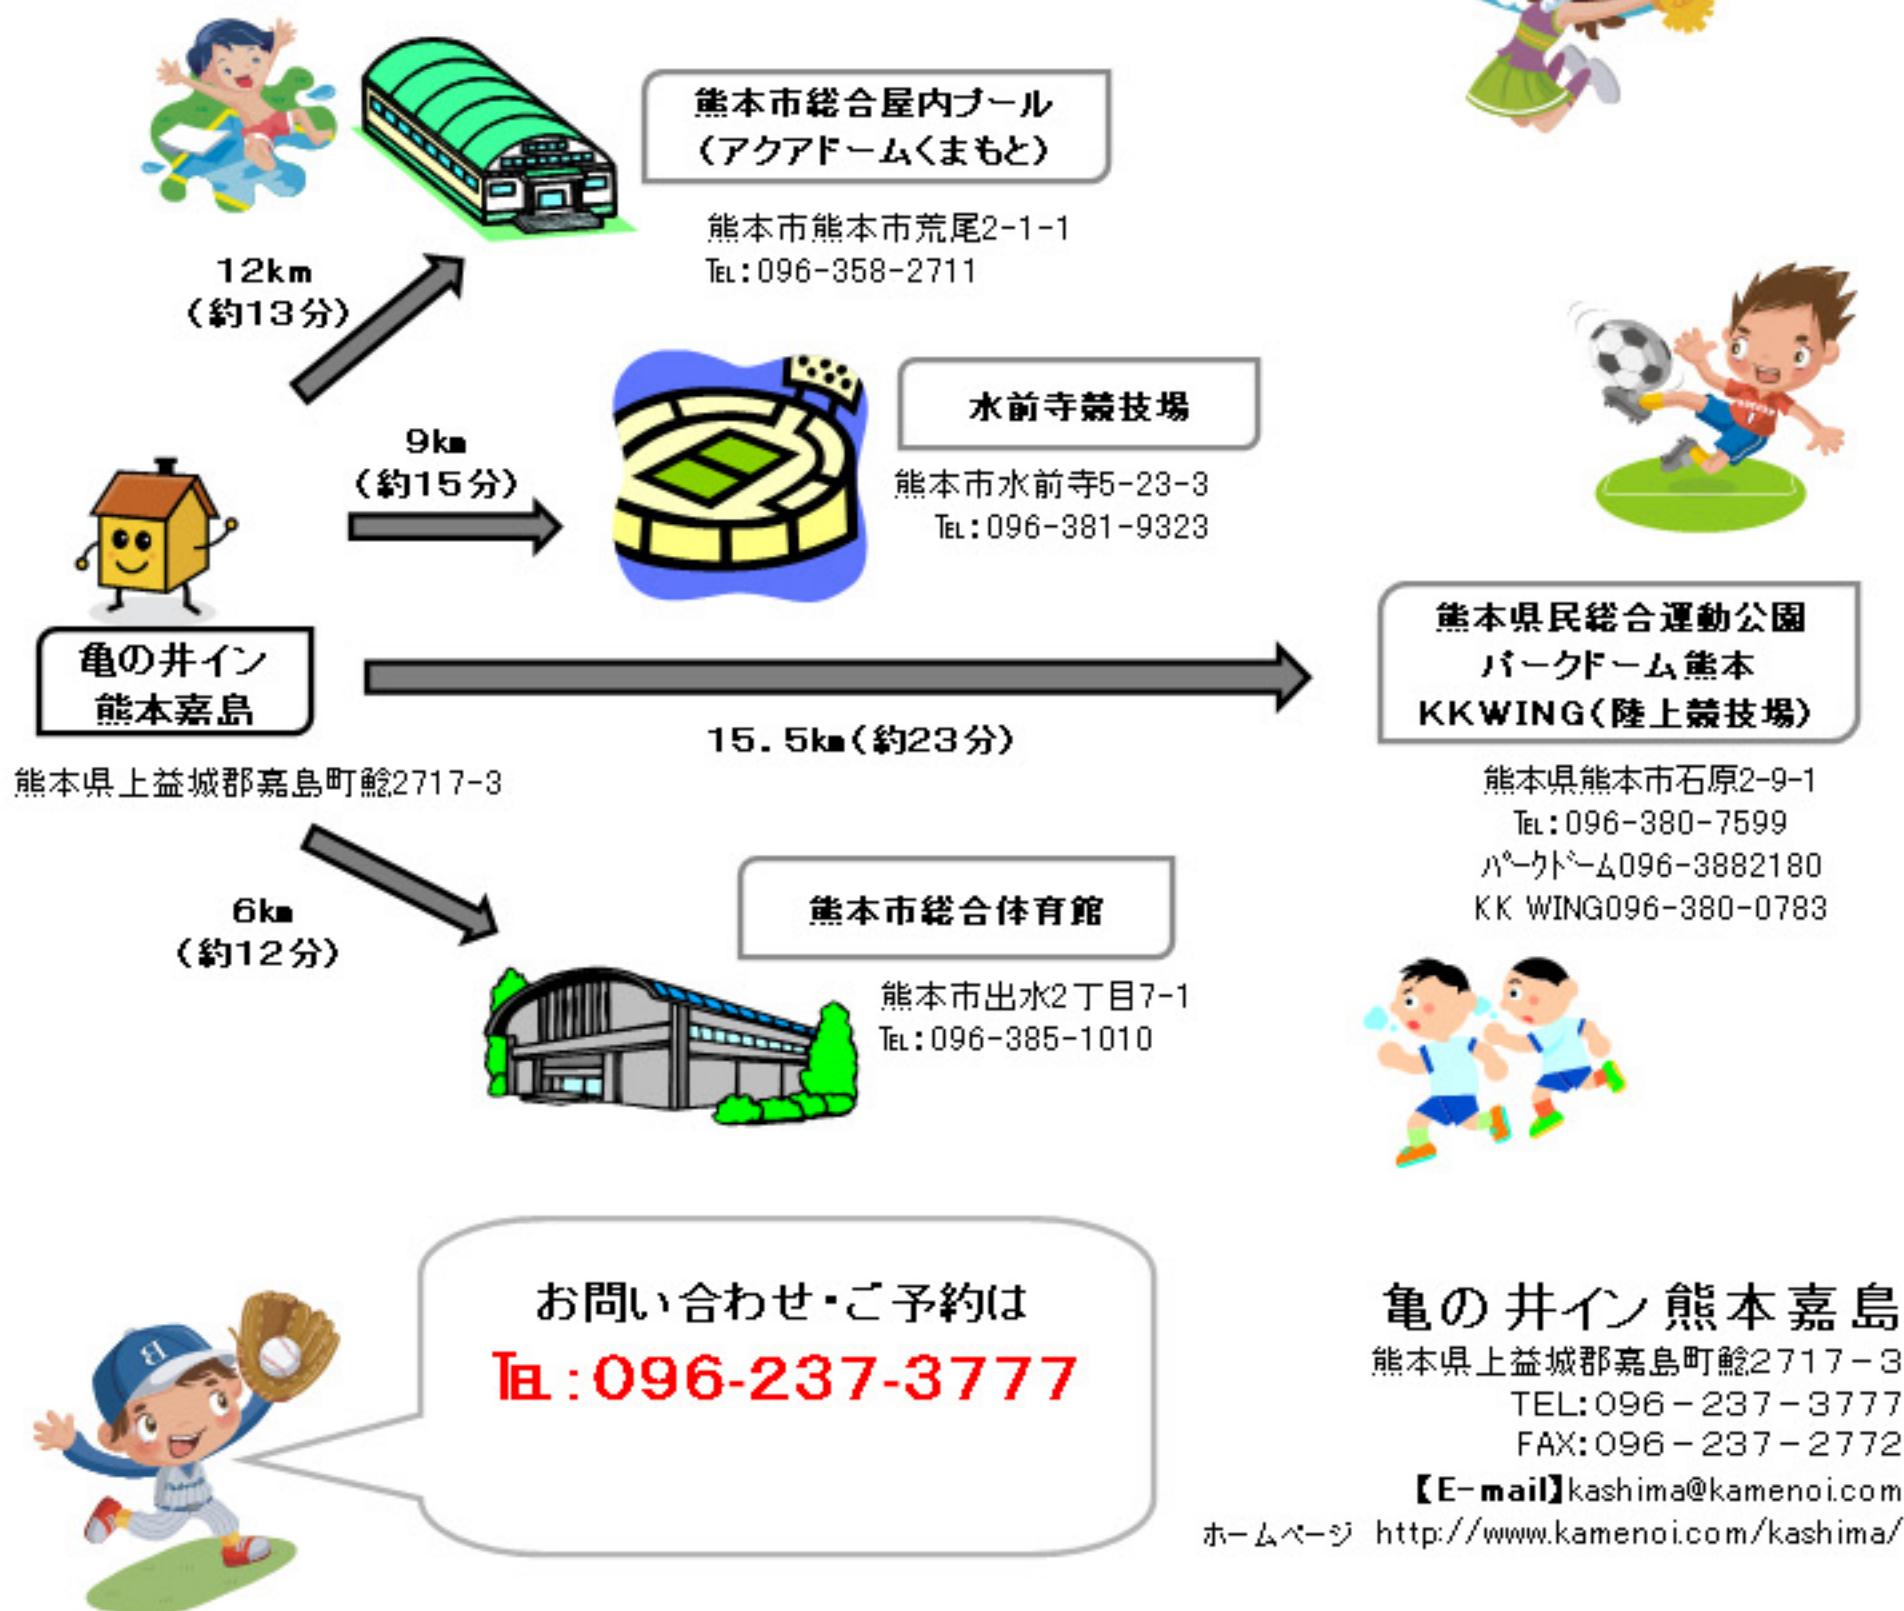 熊本市総合屋内プール
（アクアドームくまもと）
熊本市熊本市荒尾2-1-1
℡:096-358-2711
12km
（約13分）
水前寺競技場
熊本市水前寺5-23-3
℡:096-381-9323
9㎞
（約15分）
亀の井イン
熊本嘉島
熊本県上益城郡嘉島町鯰2717-3
15.5㎞（約23分）
熊本県民総合運動公園
パークドーム熊本
KKWING（陸上競技場）
熊本県熊本市石原2-9-1
℡:096-380-7599
ﾊﾟｰｸﾄﾞｰﾑ096-3882180
KK WING096-380-0783
6㎞
（約12分）
熊本市総合体育館
熊本市出水2丁目7-1
℡:096-385-1010
お問い合わせ・ご予約は
℡:096-237-3777
亀の井イン熊本嘉島
熊本県上益城郡嘉島町鯰2717－3
TEL:096－237－3777
FAX:096－237－2772
【E-mail】kashima@kamenoi.com
ホームページ http://www.kamenoi.com/kashima/